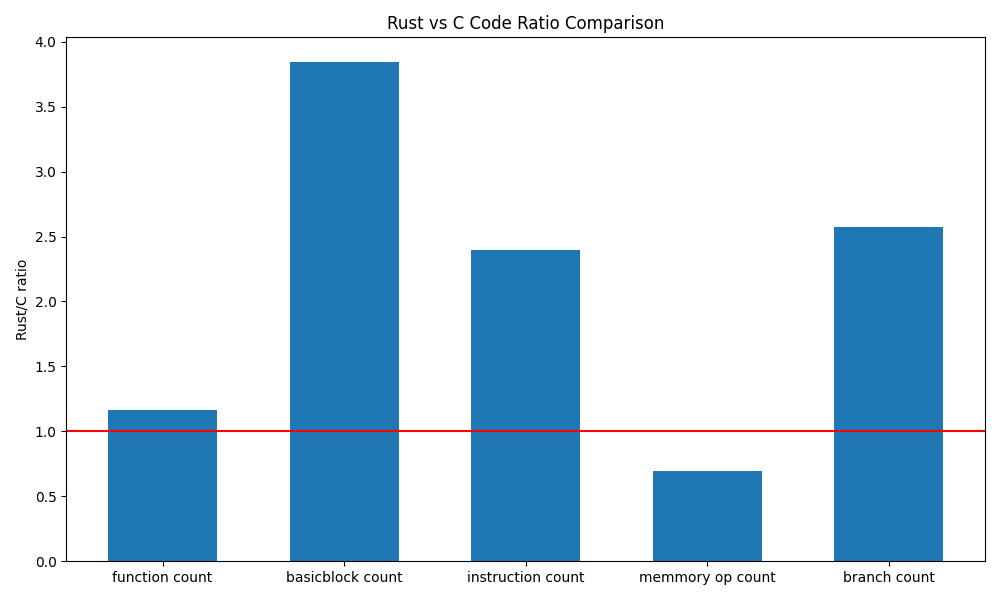 Rust vs C Code Ratio Comparison
Rust/C ratio
4.0
3.5
3.0
2.5
2.0
1.5
1.0
0.5
0.0
function count
basicblock count
instruction count
memmory op count
branch count